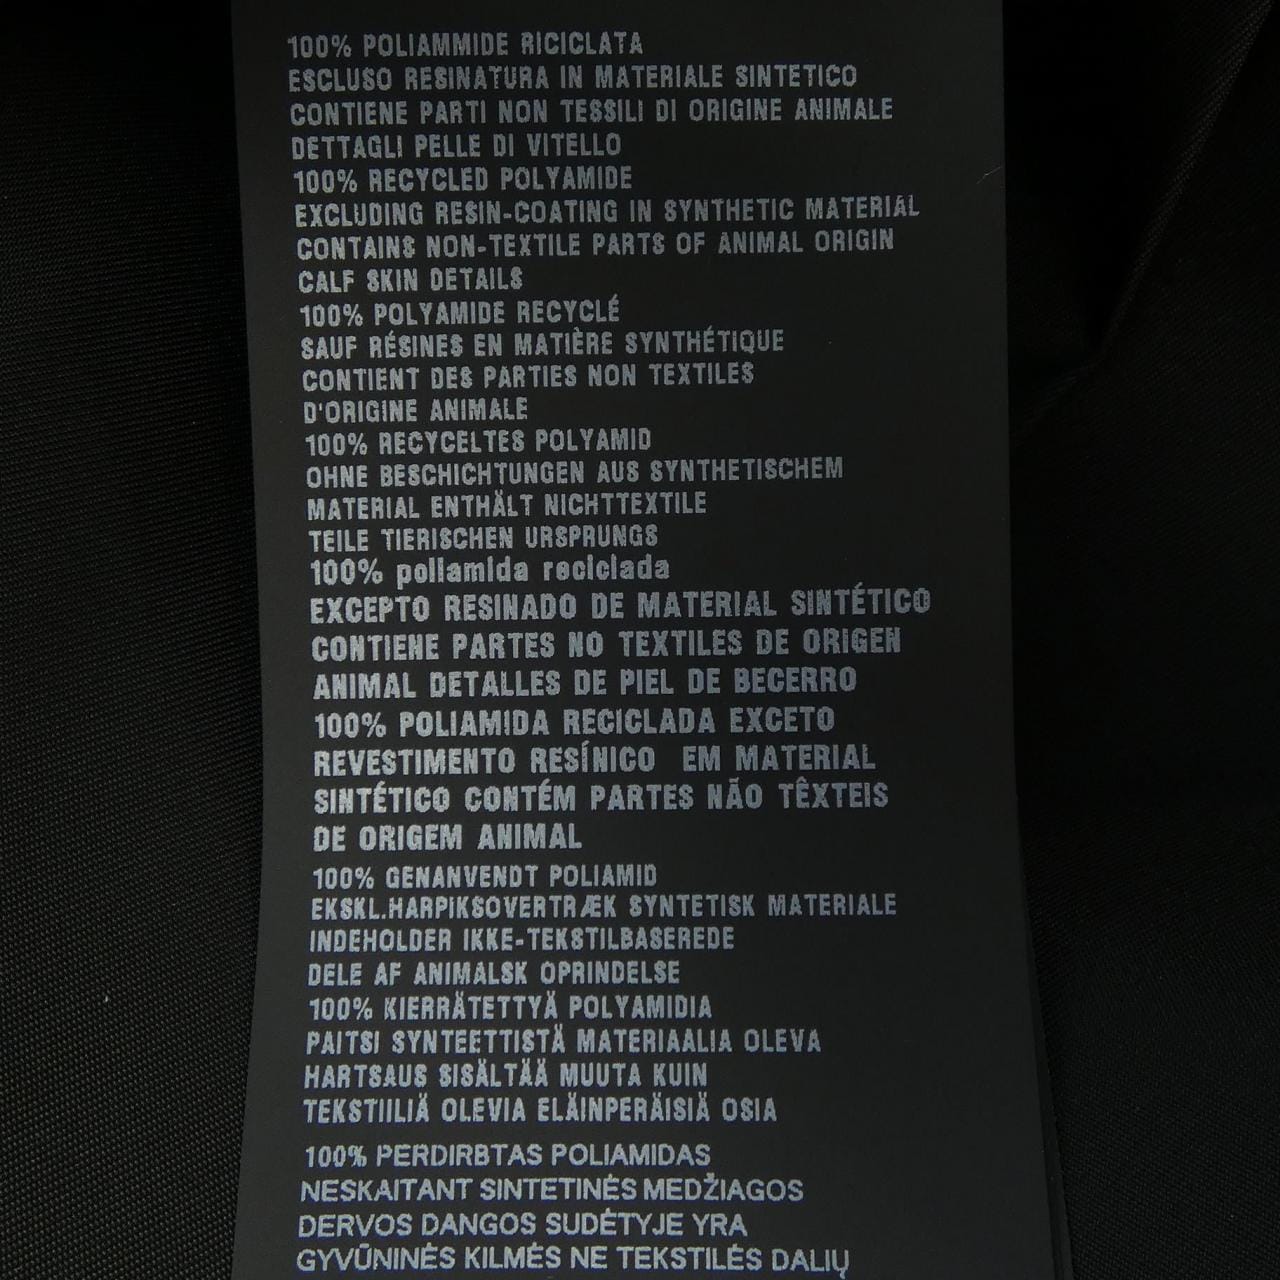 100% POLIAMMIDE RICICLATA
ESCLUSO RESINATURA IN MATERIALE SINTETICO
CONTIENE PARTI NON TESSILI DI ORIGINE ANIMALE
DETTAGLI PELLE DI VITELLO
100% RECYCLED POLYAMIDE
EXCLUDING RESIN-COATING IN SYNTHETIC MATERIAL
CONTAINS NON-TEXTILE PARTS OF ANIMAL ORIGIN
CALF SKIN DETAILS
100% POLYAMIDE RECYCLÉ
SAUF RÉSINES EN MATIÈRE SYNTHÉTIQUE
CONTIENT DES PARTIES NON TEXTILES
D'ORIGINE ANIMALE
100% RECYCELTES POLYAMID
OHNE BESCHICHTUNGEN AUS SYNTHETISCHEM
MATERIAL ENTHÄLT NICHTTEXTILE
TEILE TIERISCHEN URSPRUNGS
100% poliamida reciclada
EXCEPTO RESINADO DE MATERIAL SINTÉTICO
CONTIENE PARTES NO TEXTILES DE ORIGEN
ANIMAL DETALLES DE PIEL DE BECERRO
100% POLIAMIDA RECICLADA EXCETO
REVESTIMENTO RESÍNICO EM MATERIAL
SINTÉTICO CONTÉM PARTES NÃO TÊXTEIS
DE ORIGEM ANIMAL
100% GENANVENDT POLIAMID
EKSKL.HARPIKSOVERTRÆK SYNTETISK MATERIALE
INDEHOLDER IKKE-TEKSTILBASEREDE
DELE AF ANIMALSK OPRINDELSE
100% KIERRÄTETTYÄ POLYAMIDIA
PAITSI SYNTEETTISTÄ MATERIAALIA OLEVA
HARTSAUS SISÄLTÄÄ MUUTA KUIN
TEKSTIILIÄ OLEVIA ELÄINPERÄISIÄ OSIA
100% PERDIRBTAS POLIAMIDAS
NESKAITANT SINTETINĖS MEDŽIAGOS
DERVOS DANGOS SUDĖTYJE YRA
GYVŪNINĖS KILMĖS NE TEKSTILĖS DALIŲ